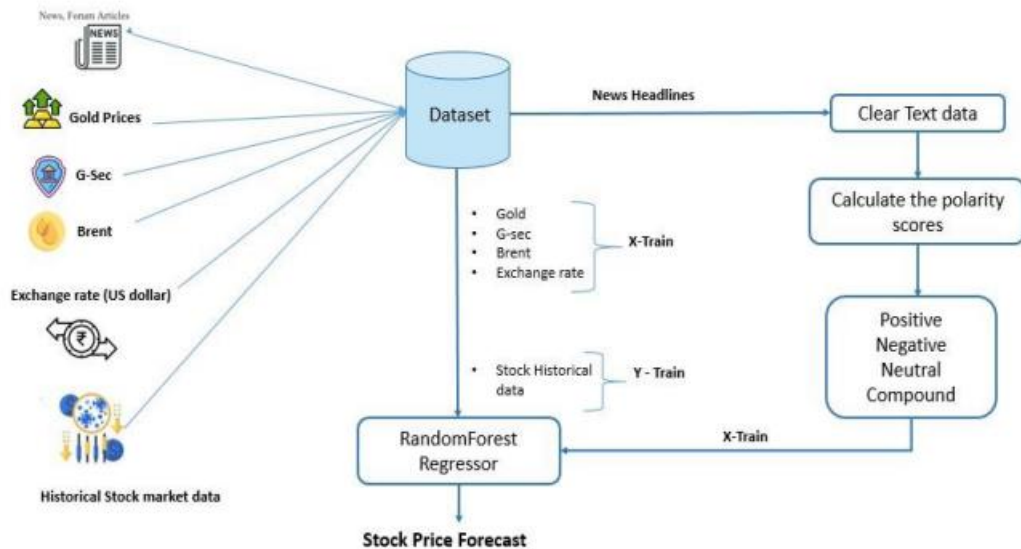 News, Forum Articles
NEWS
Gold Prices
G-Sec
Brent
Exchange rate (US dollar)
₹
Historical Stock market data
Dataset
News Headlines
Clear Text data
Calculate the polarity
scores
Positive
Negative
Neutral
Compound
• Gold
• G-sec
• Brent
• Exchange rate
X-Train
• Stock Historical
data
Y - Train
X-Train
RandomForest
Regressor
Stock Price Forecast